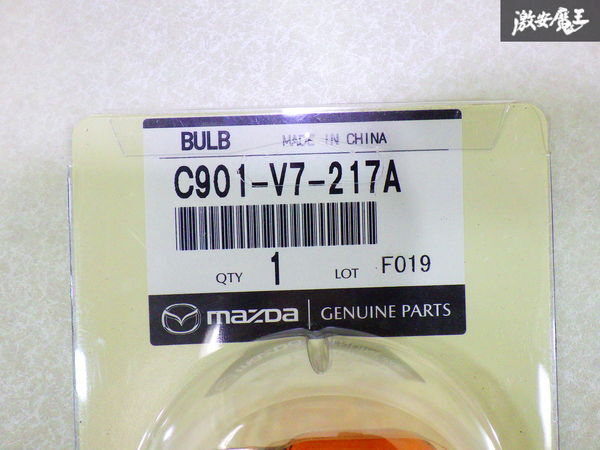 激安魔王
BULB MADE IN CHINA
C901-V7-217A
QTY 1 LOT F019
mazda GENUINE PARTS